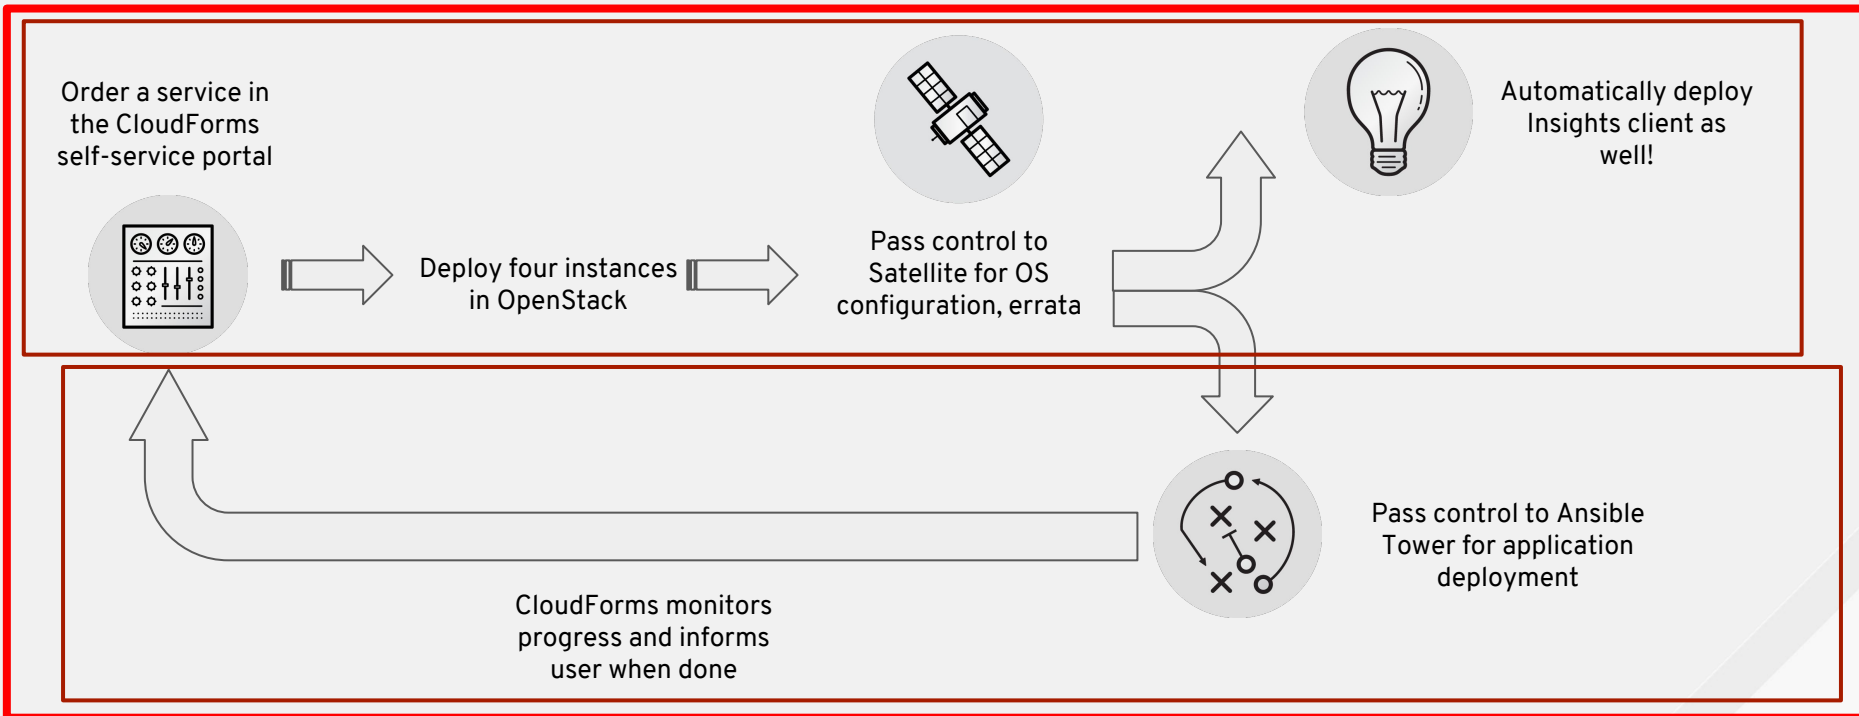 Order a service in
the CloudForms
self-service portal
Deploy four instances
in OpenStack
Pass control to
Satellite for OS
configuration, errata
Automatically deploy
Insights client as
well!
Pass control to Ansible
Tower for application
deployment
CloudForms monitors
progress and informs
user when done